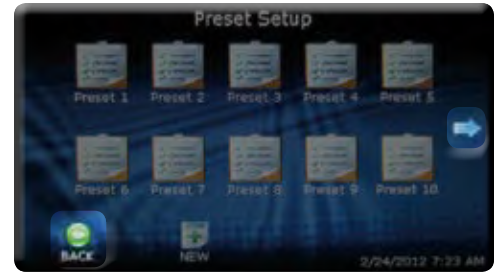 Preset Setup
Preset 1 Preset 2 Preset 3 Preset 4 Preset 5
Preset 6 Preset 7 Preset 8 Preset 9 Preset 10
BACK NEW 2/24/2012 7:23 AM